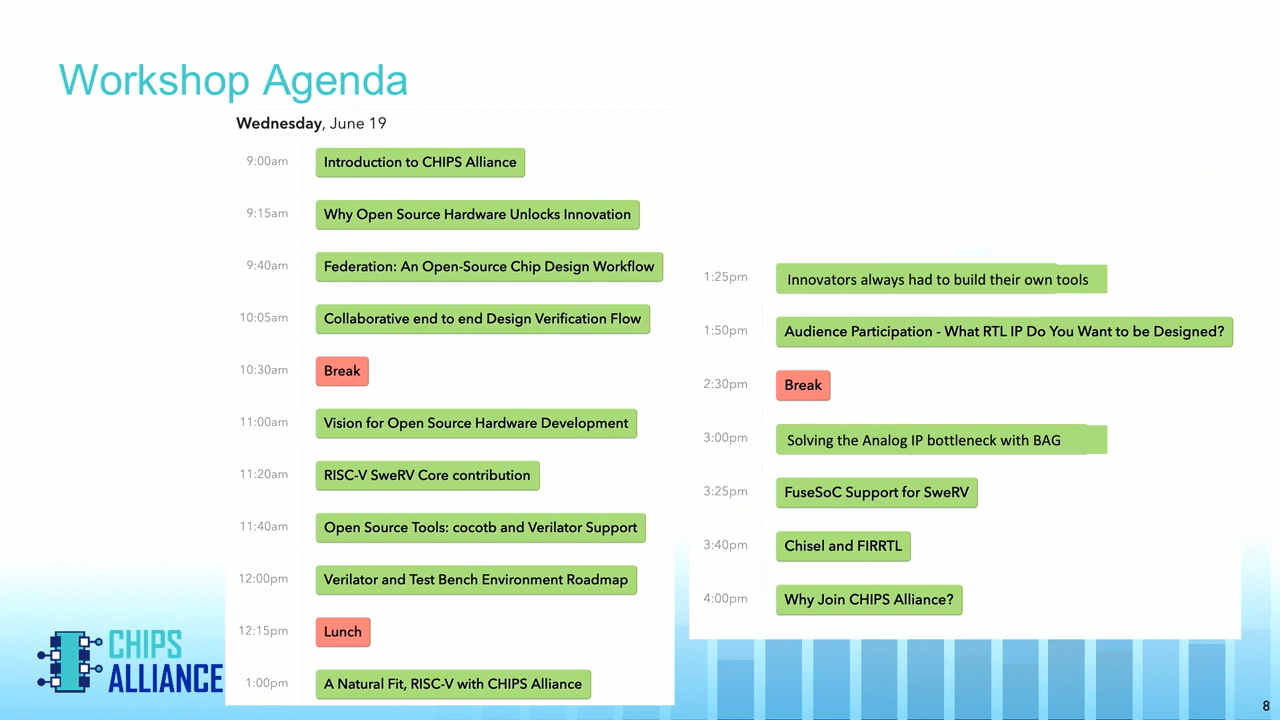 Workshop Agenda
Wednesday, June 19
9:00am Introduction to CHIPS Alliance
9:15am Why Open Source Hardware Unlocks Innovation
9:40am Federation: An Open-Source Chip Design Workflow
10:05am Collaborative end to end Design Verification Flow
10:30am Break
11:00am Vision for Open Source Hardware Development
11:20am RISC-V SweRV Core contribution
11:40am Open Source Tools: cocotb and Verilator Support
12:00pm Verilator and Test Bench Environment Roadmap
12:15pm Lunch
1:00pm A Natural Fit, RISC-V with CHIPS Alliance
1:25pm Innovators always had to build their own tools
1:50pm Audience Participation - What RTL IP Do You Want to be Designed?
2:30pm Break
3:00pm Solving the Analog IP bottleneck with BAG
3:25pm FuseSoC Support for SweRV
3:40pm Chisel and FIRRTL
4:00pm Why Join CHIPS Alliance?
CHIPS
ALLIANCE
8